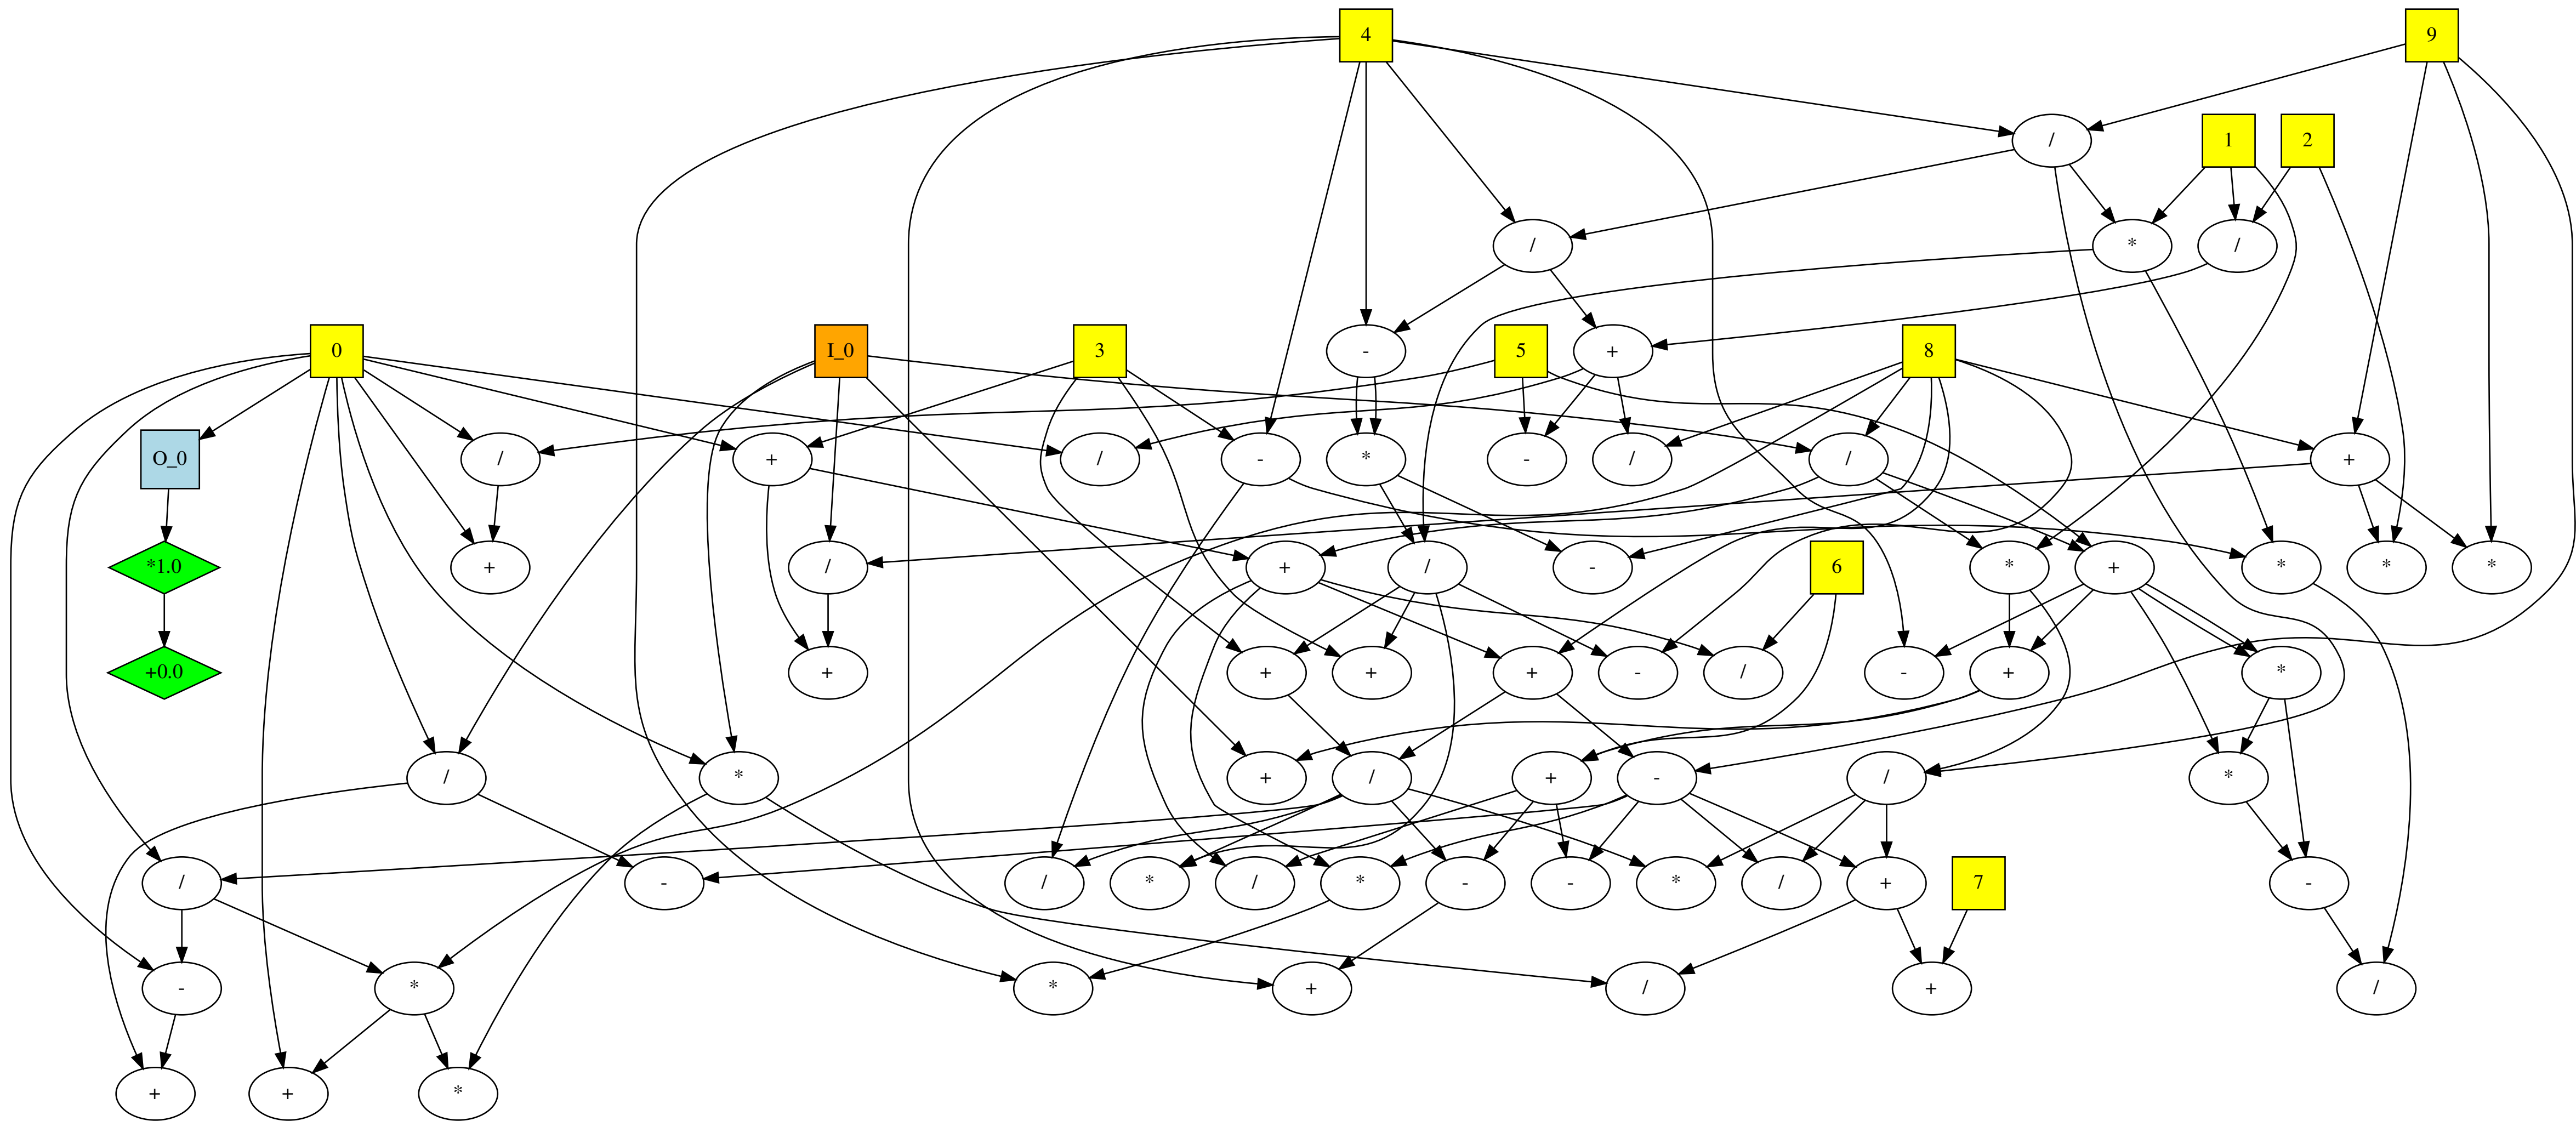 4 9
/ 1 2
/ * /
0 I_0 3 - 5 + 8
O_0 / + / - * - / / +
*1.0 + / + / - 6 * + * * *
+0.0 + + + + - / - + *
/ * + / + - / *
/ - / * / * - - * / + 7 -
- * * + / + /
+ + *